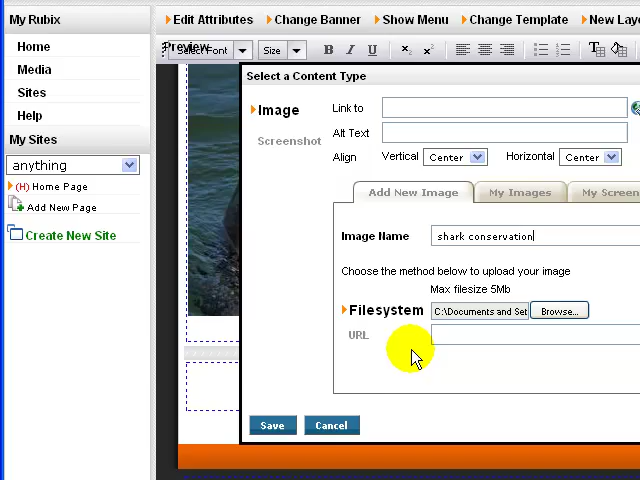 My Rubix
Home
Media
Sites
Help
My Sites
anything
(H) Home Page
Add New Page
Create New Site
Edit Attributes Change Banner Show Menu Change Template New Layo
Preview
Select Font Size B I U
Select a Content Type
Image
Screenshot
Link to
Alt Text
Align Vertical Center Horizontal Center
Add New Image My Images My Screen
Image Name shark conservation
Choose the method below to upload your image
Max filesize 5Mb
Filesystem C:\Documents and Set Browse...
URL
Save Cancel